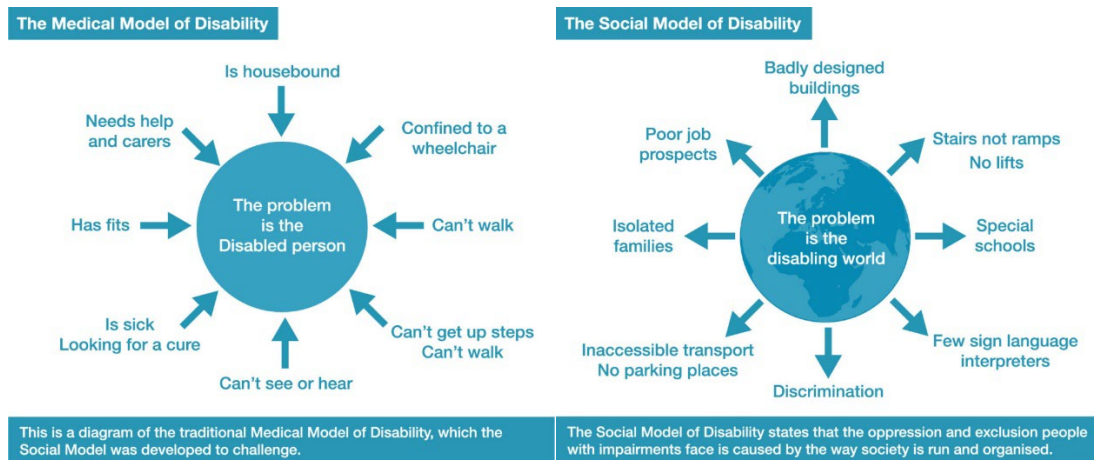 The Medical Model of Disability
Is housebound
Needs help
and carers
Confined to a
wheelchair
The problem
is the
Disabled person
Has fits
Can't walk
Is sick
Looking for a cure
Can't get up steps
Can't walk
Can't see or hear
This is a diagram of the traditional Medical Model of Disability, which the
Social Model was developed to challenge.
The Social Model of Disability
Badly designed
buildings
Poor job
prospects
Stairs not ramps
No lifts
The problem
is the
disabling world
Isolated
families
Special
schools
Inaccessible transport
No parking places
Few sign language
interpreters
Discrimination
The Social Model of Disability states that the oppression and exclusion people
with impairments face is caused by the way society is run and organised.